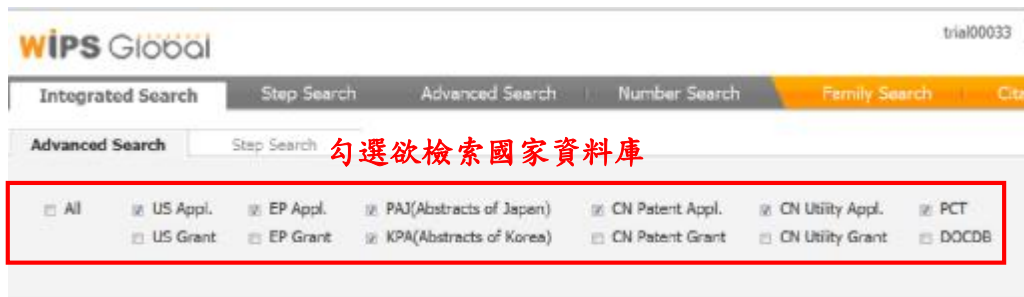 trial00033
WiPS Global
Integrated Search Step Search Advanced Search Number Search Family Search Cita
Advanced Search Step Search 勾選欲檢索國家資料庫
All US Appl. EP Appl. PAJ(Abstracts of Japan) CN Patent Appl. CN Utility Appl. PCT
US Grant EP Grant KPA(Abstracts of Korea) CN Patent Grant CN Utility Grant DOCDB